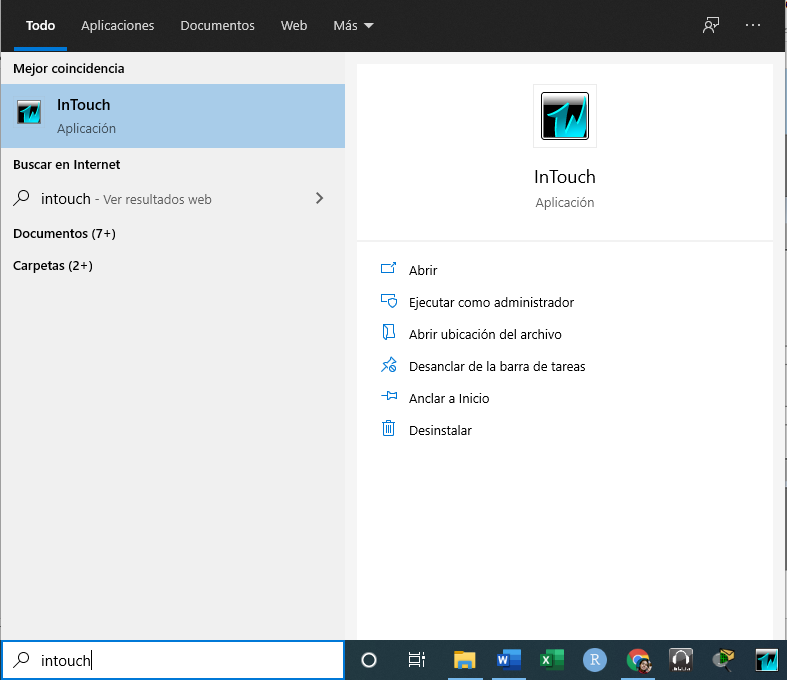 Todo Aplicaciones Documentos Web Más
Mejor coincidencia
InTouch
Aplicación
Buscar en Internet
intouch - Ver resultados web
Documentos (7+)
Carpetas (2+)
InTouch
Aplicación
Abrir
Ejecutar como administrador
Abrir ubicación del archivo
Desanclar de la barra de tareas
Anclar a Inicio
Desinstalar
intouch
W
X
R